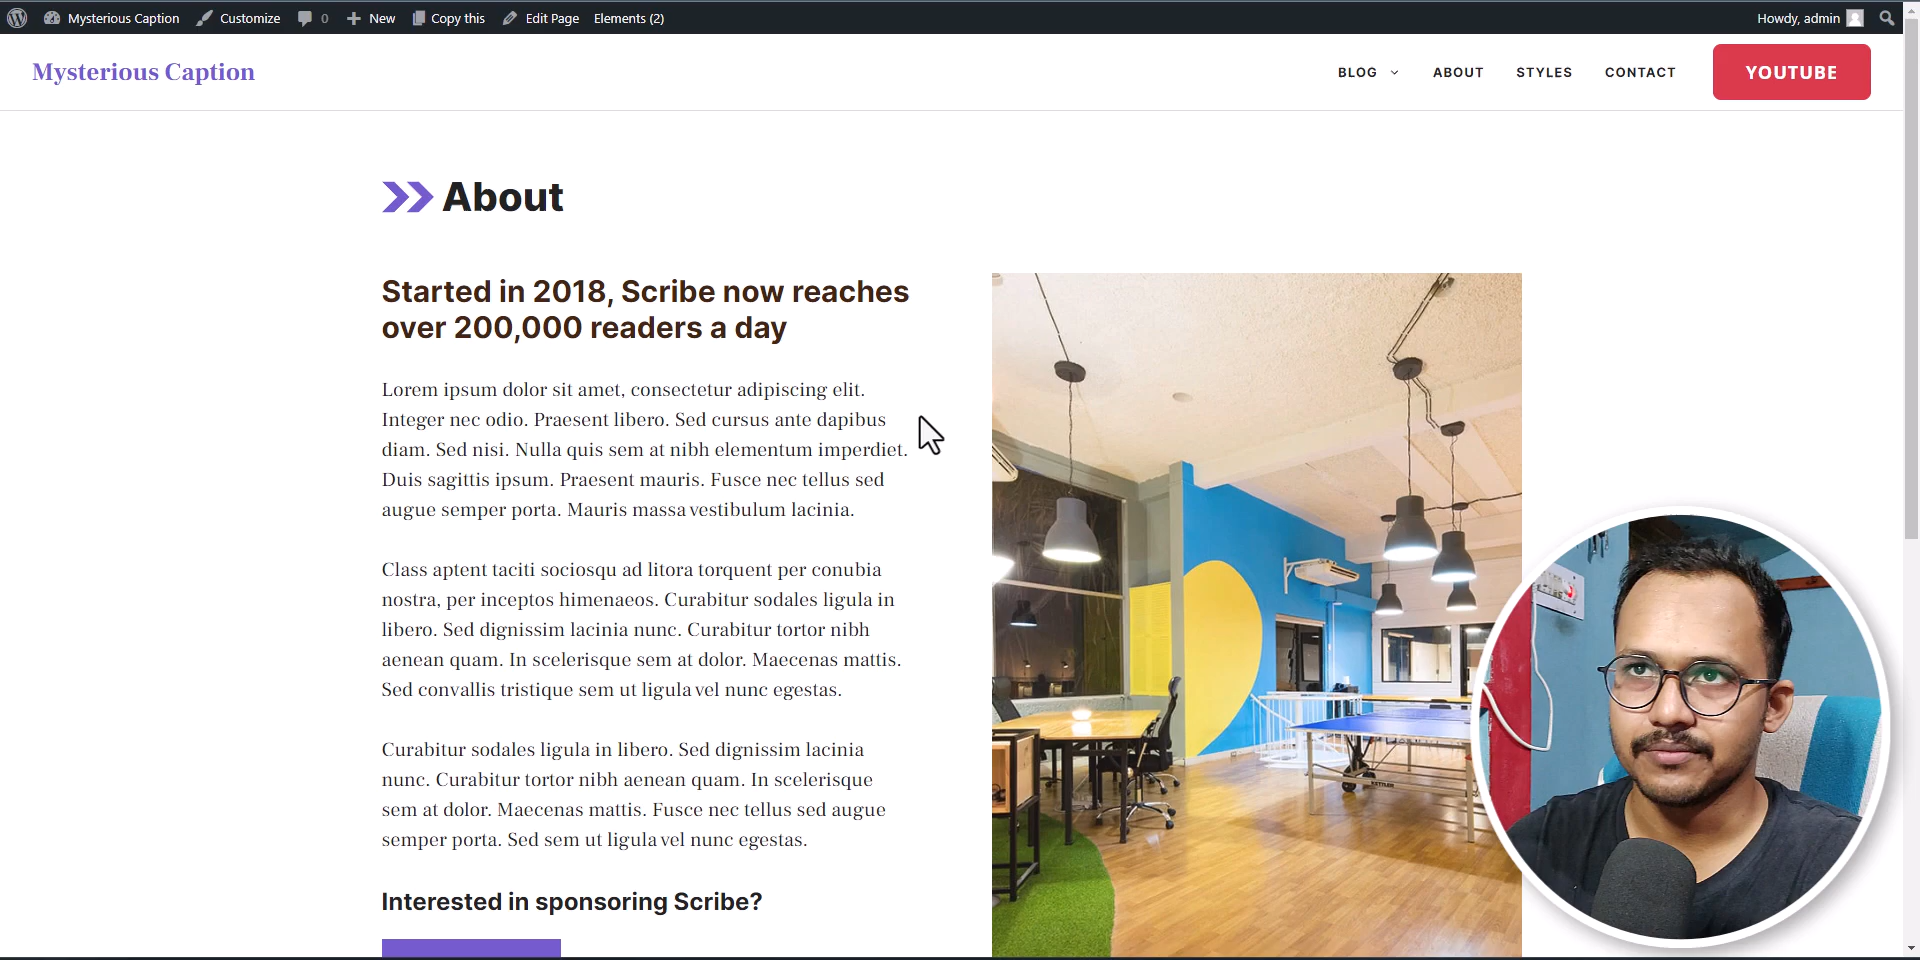 Mysterious Caption Customize 0 New Copy this Edit Page Elements (2) Howdy, admin
Mysterious Caption BLOG ABOUT STYLES CONTACT YOUTUBE
About
Started in 2018, Scribe now reaches
over 200,000 readers a day
Lorem ipsum dolor sit amet, consectetur adipiscing elit.
Integer nec odio. Praesent libero. Sed cursus ante dapibus
diam. Sed nisi. Nulla quis sem at nibh elementum imperdiet.
Duis sagittis ipsum. Praesent mauris. Fusce nec tellus sed
augue semper porta. Mauris massa vestibulum lacinia.
Class aptent taciti sociosqu ad litora torquent per conubia
nostra, per inceptos himenaeos. Curabitur sodales ligula in
libero. Sed dignissim lacinia nunc. Curabitur tortor nibh
aenean quam. In scelerisque sem at dolor. Maecenas mattis.
Sed convallis tristique sem ut ligula vel nunc egestas.
Curabitur sodales ligula in libero. Sed dignissim lacinia
nunc. Curabitur tortor nibh aenean quam. In scelerisque
sem at dolor. Maecenas mattis. Fusce nec tellus sed augue
semper porta. Sed sem ut ligula vel nunc egestas.
Interested in sponsoring Scribe?
KETTLER